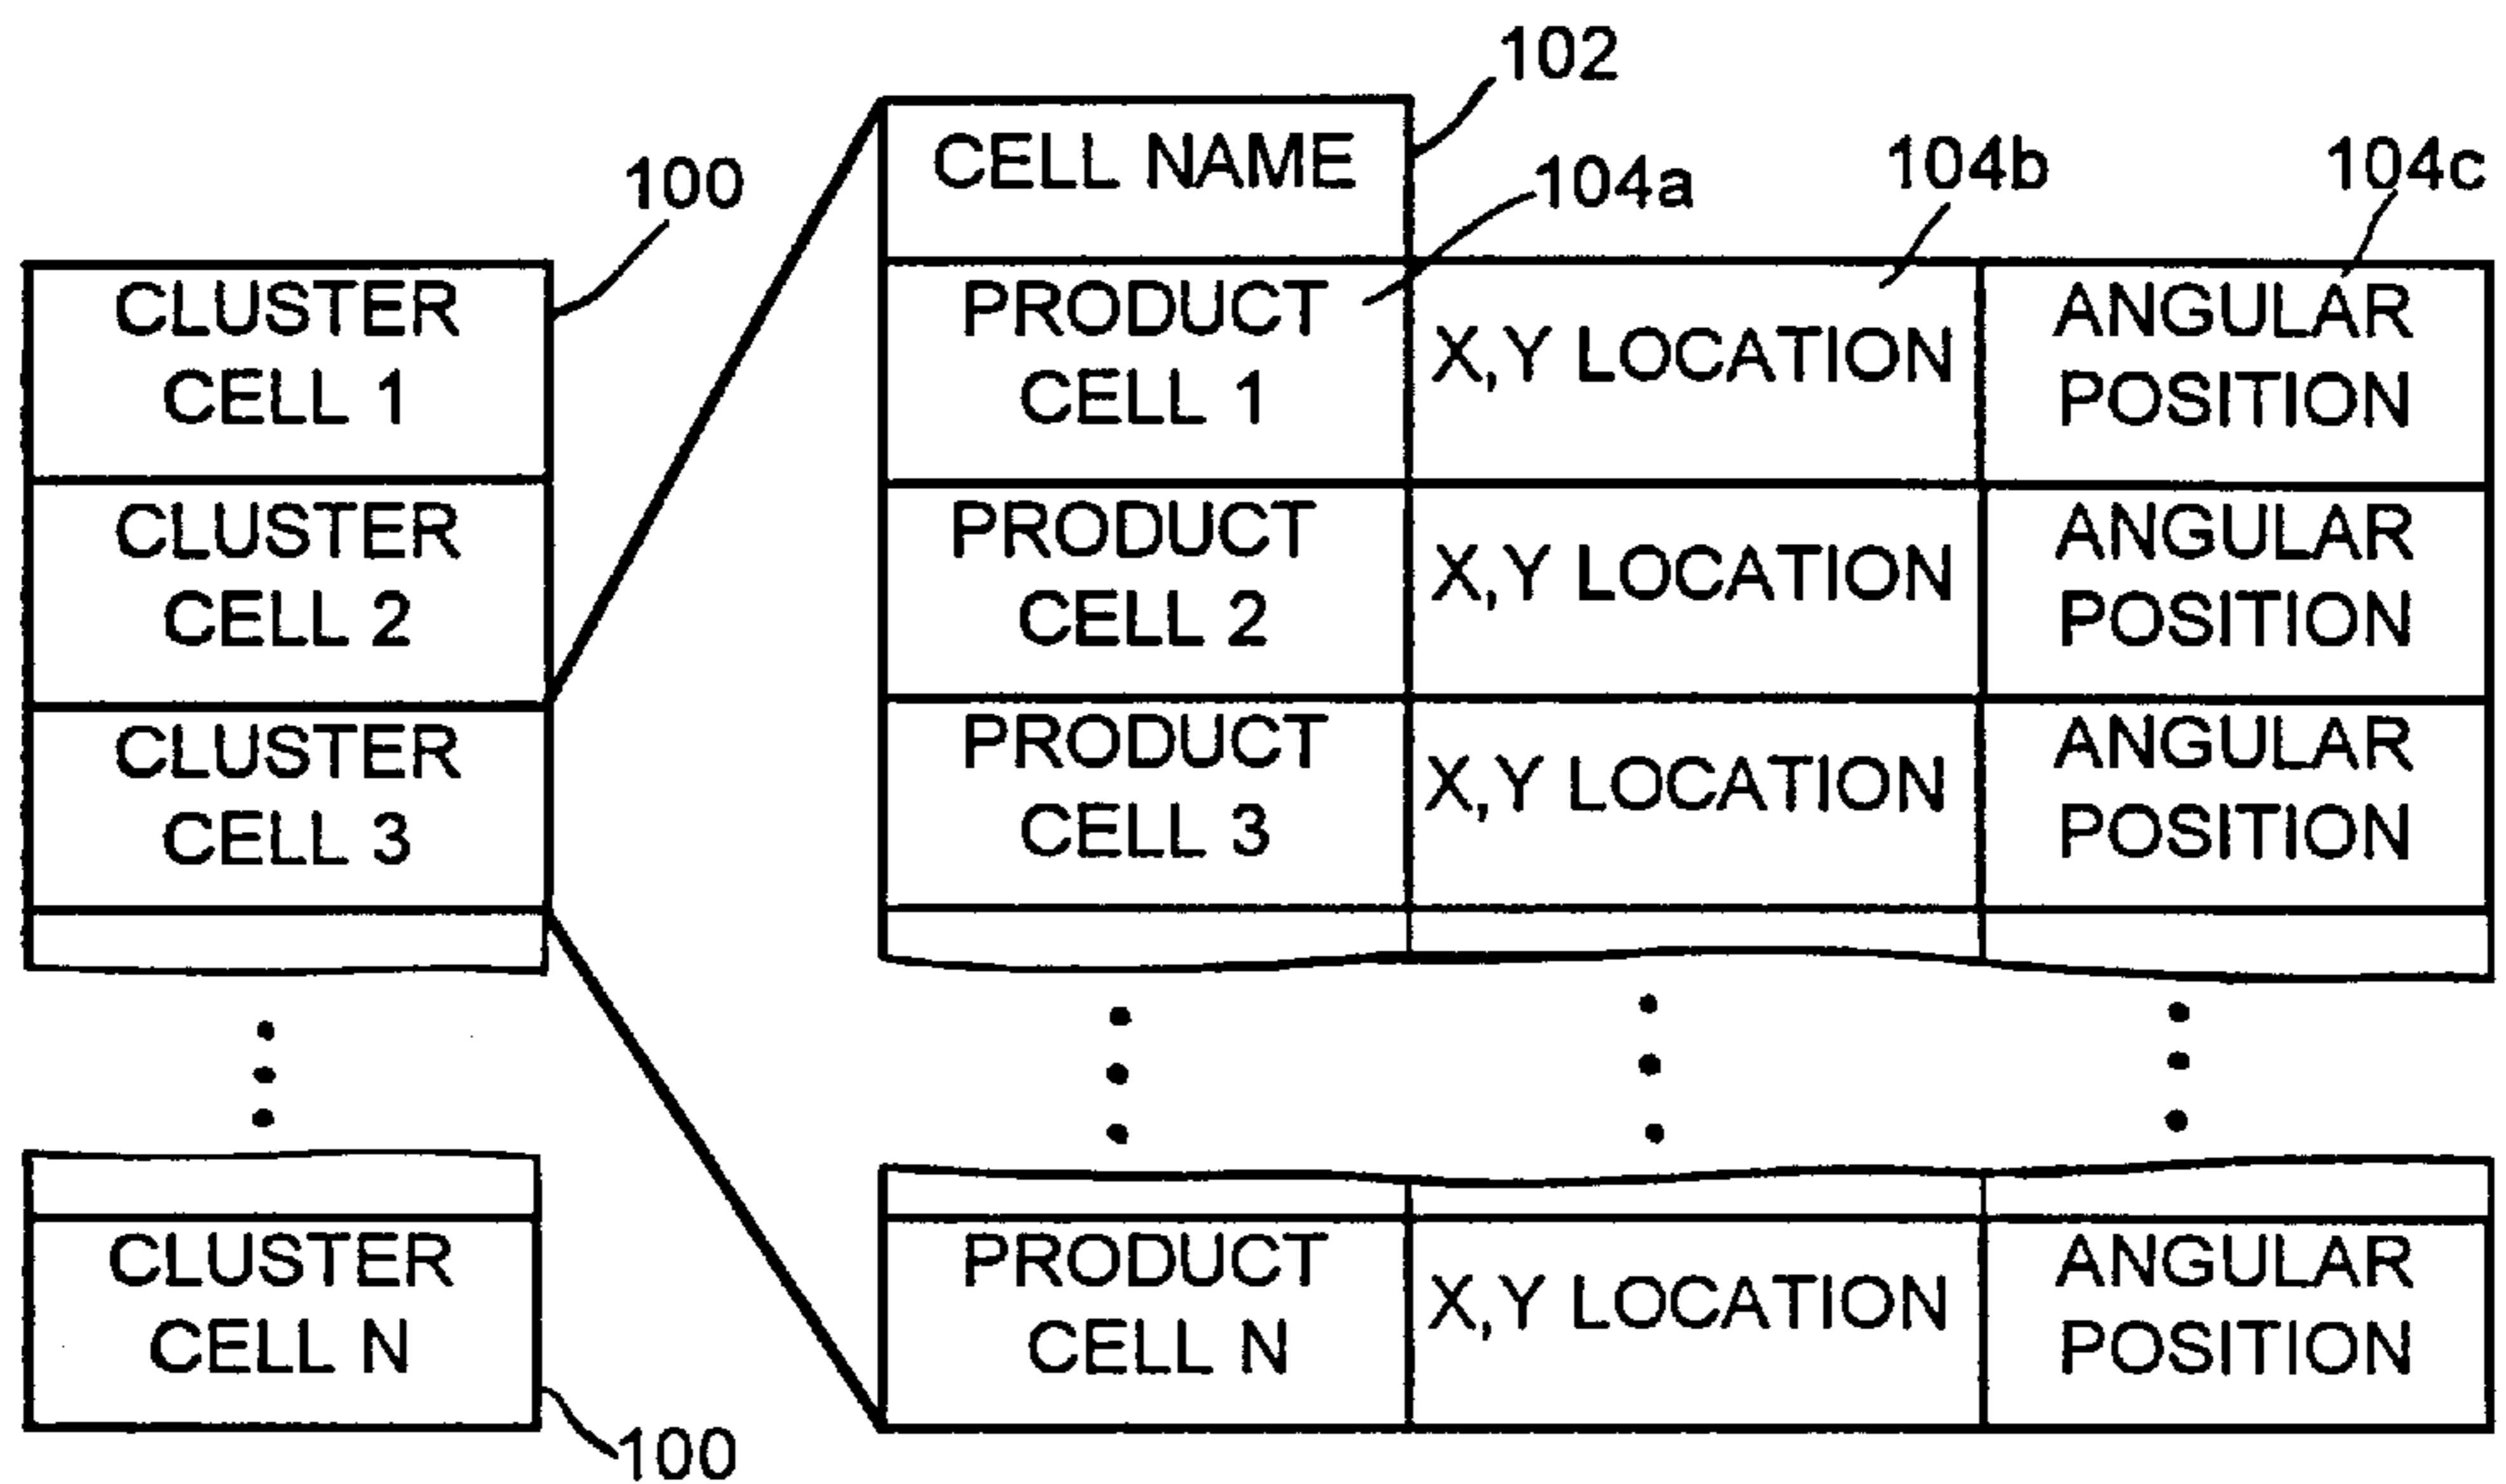 102
CELL NAME
100
104a
104b
104c
CLUSTER
CELL 1
CLUSTER
CELL 2
CLUSTER
CELL 3
CLUSTER
CELL N
100
PRODUCT
CELL 1
X,Y LOCATION
ANGULAR
POSITION
PRODUCT
CELL 2
X,Y LOCATION
ANGULAR
POSITION
PRODUCT
CELL 3
X,Y LOCATION
ANGULAR
POSITION
PRODUCT
CELL N
X,Y LOCATION
ANGULAR
POSITION